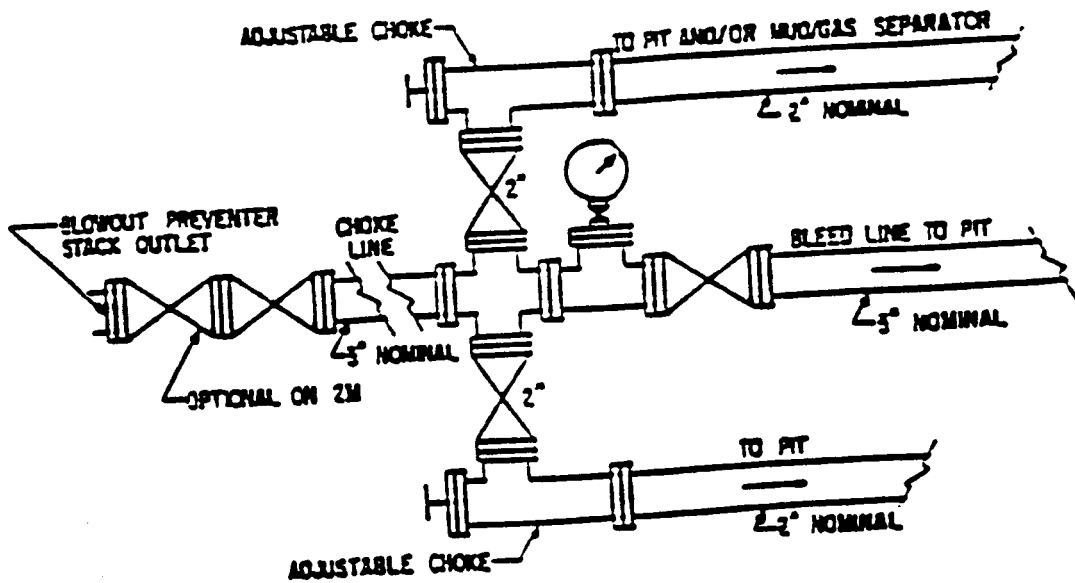 ADJUSTABLE CHOKE
TO PIT AND/OR MUD/GAS SEPARATOR
2" NOMINAL
2"
BLOWOUT PREVENTER
STACK OUTLET
CHOKE
LINE
BLEED LINE TO PIT
3" NOMINAL
3" NOMINAL
OPTIONAL ON 2M
2"
TO PIT
2" NOMINAL
ADJUSTABLE CHOKE